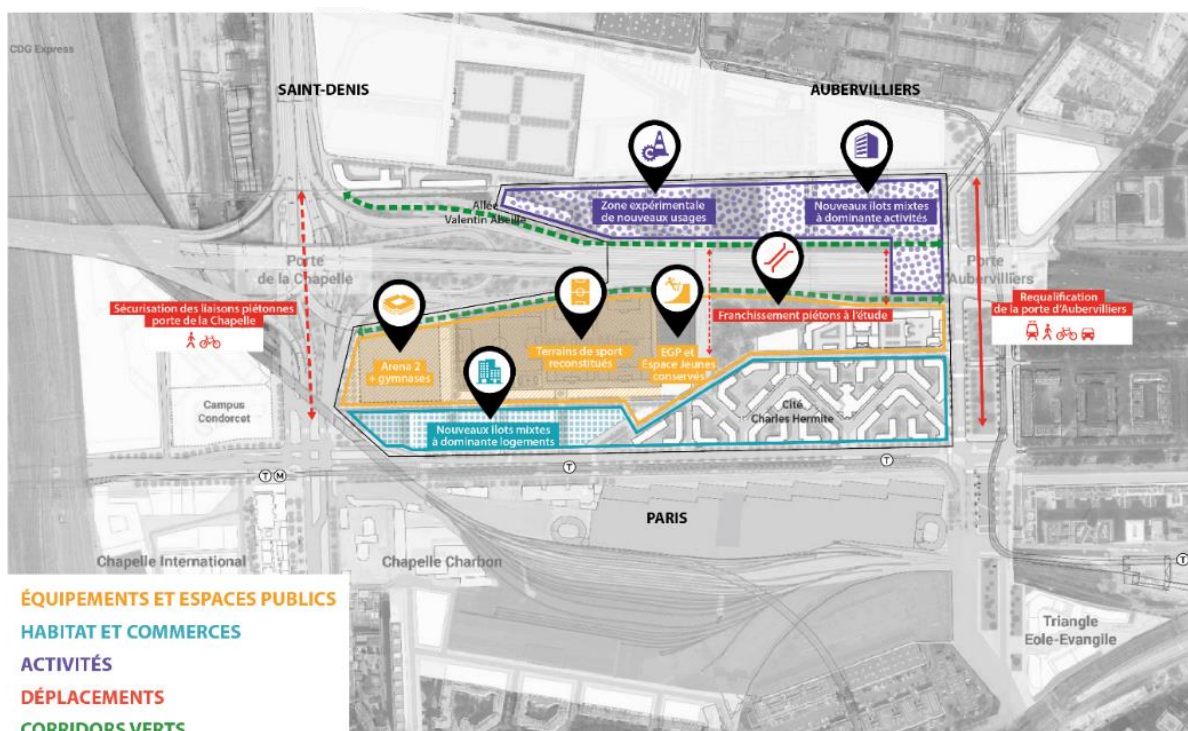 CDG Express
SAINT-DENIS
AUBERVILLIERS
Allée
Valentin Abeille
Zone expérimentale
de nouveaux usages
Nouveaux îlots mixtes
à dominante activités
Porte
de la Chapelle
Porte
d'Aubervilliers
Sécurisation des liaisons piétonnes
porte de la Chapelle
Arena 2
+ gymnases
Terrains de sport
reconstitués
EGP et
Espace Jeunes
conservés
Franchissement piétons à l'étude
Requalification
de la porte d'Aubervilliers
Campus
Condorcet
Nouveaux îlots mixtes
à dominante logements
Cité
Charles Hermite
T M
T
T
PARIS
Chapelle International
Chapelle Charbon
T
Triangle
Eole-Evangile
ÉQUIPEMENTS ET ESPACES PUBLICS
HABITAT ET COMMERCES
ACTIVITÉS
DÉPLACEMENTS
CORRIDORS VERTS